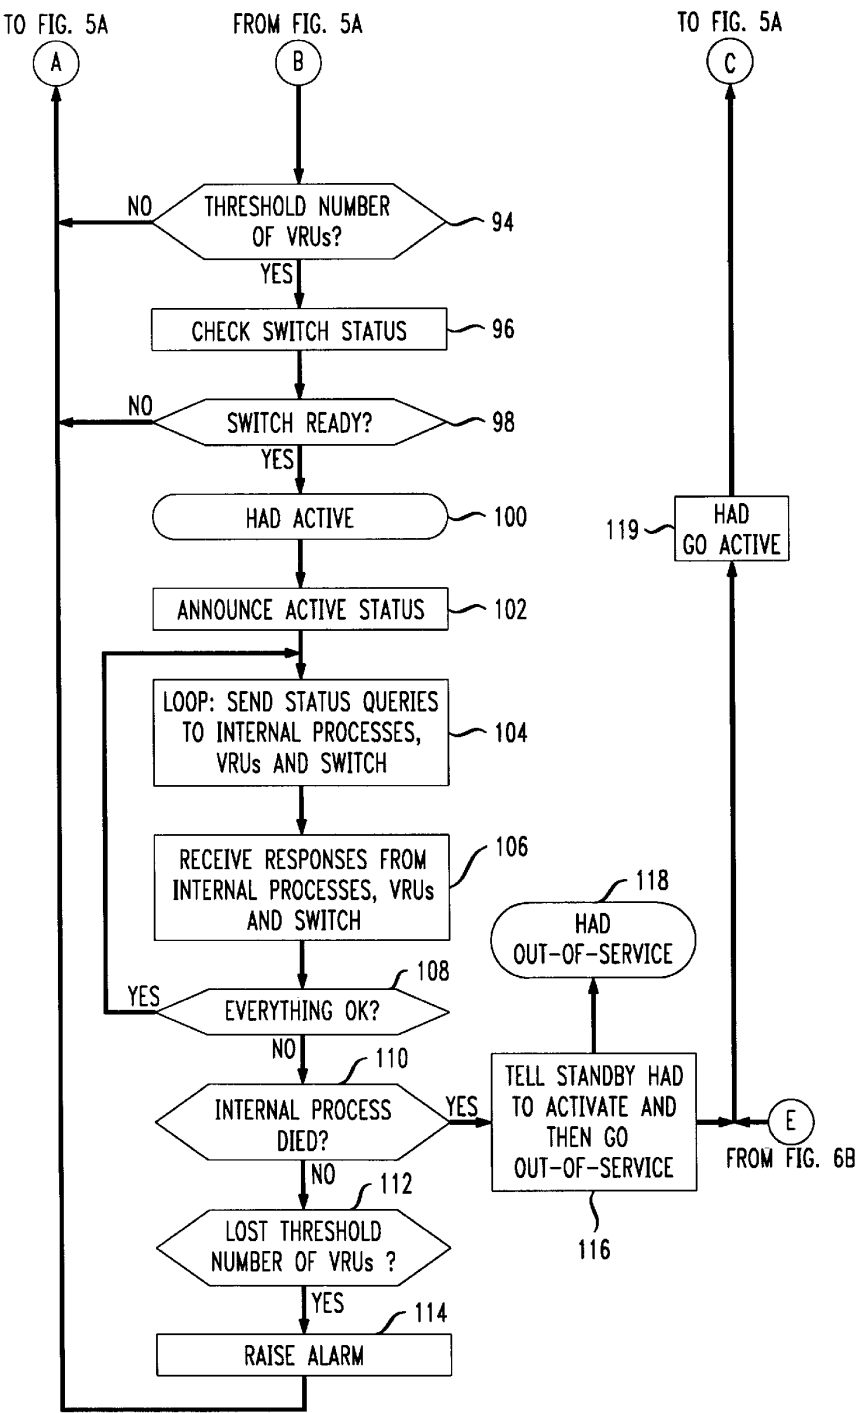 TO FIG. 5A
FROM FIG. 5A
TO FIG. 5A
A
B
C
THRESHOLD NUMBER
OF VRUs?
94
NO
YES
CHECK SWITCH STATUS
96
SWITCH READY?
98
NO
YES
HAD ACTIVE
100
119
HAD
GO ACTIVE
ANNOUNCE ACTIVE STATUS
102
LOOP: SEND STATUS QUERIES
TO INTERNAL PROCESSES,
VRUs AND SWITCH
104
RECEIVE RESPONSES FROM
INTERNAL PROCESSES, VRUs
AND SWITCH
106
118
HAD
OUT-OF-SERVICE
108
YES
EVERYTHING OK?
NO
110
INTERNAL PROCESS
DIED?
YES
TELL STANDBY HAD
TO ACTIVATE AND
THEN GO
OUT-OF-SERVICE
116
E
FROM FIG. 6B
NO
112
LOST THRESHOLD
NUMBER OF VRUs ?
YES
114
RAISE ALARM